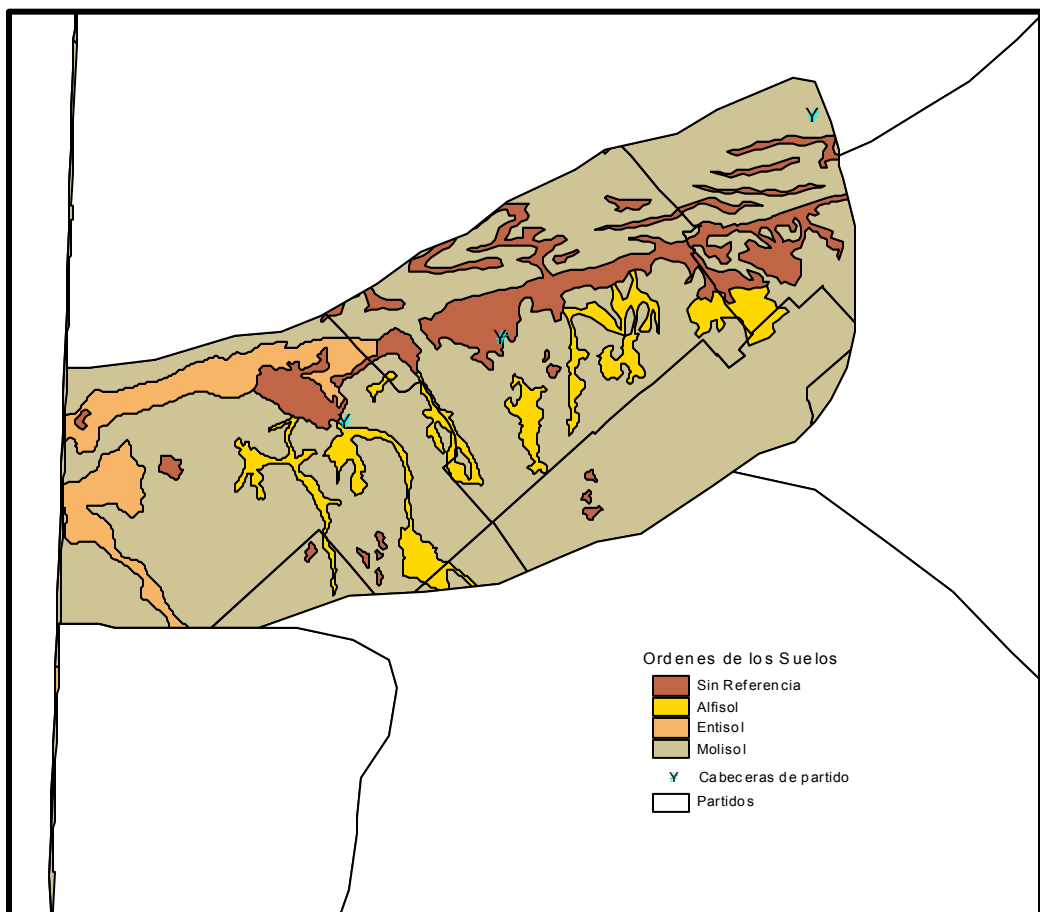 Ordenes de los Suelos
Sin Referencia
Alfisol
Entisol
Molisol
Cabeceras de partido
Partidos